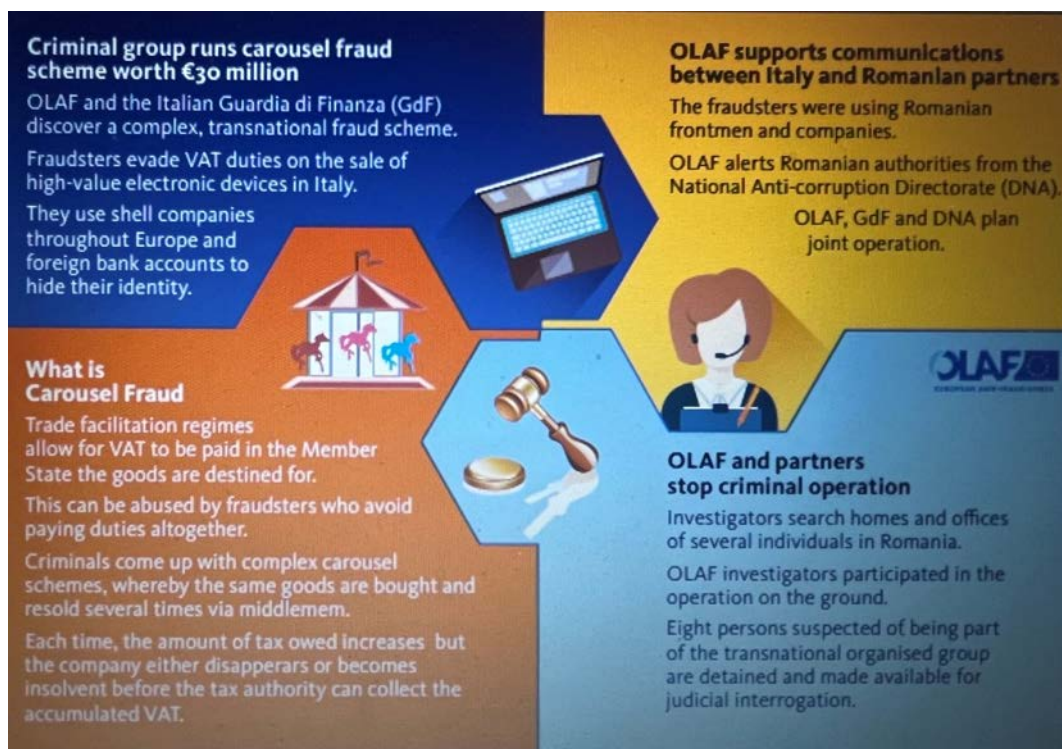 Criminal group runs carousel fraud
scheme worth €30 million
OLAF and the Italian Guardia di Finanza (GdF)
discover a complex, transnational fraud scheme.
Fraudsters evade VAT duties on the sale of
high-value electronic devices in Italy.
They use shell companies
throughout Europe and
foreign bank accounts to
hide their identity.
OLAF supports communications
between Italy and Romanian partners
The fraudsters were using Romanian
frontmen and companies.
OLAF alerts Romanian authorities from the
National Anti-corruption Directorate (DNA).
OLAF, GdF and DNA plan
joint operation.
What is
Carousel Fraud
Trade facilitation regimes
allow for VAT to be paid in the Member
State the goods are destined for.
This can be abused by fraudsters who avoid
paying duties altogether.
Criminals come up with complex carousel
schemes, whereby the same goods are bought and
resold several times via middlemem.
Each time, the amount of tax owed increases but
the company either disapperars or becomes
insolvent before the tax authority can collect the
accumulated VAT.
OLAF
EUROPEAN ANTI-FRAUD OFFICE
OLAF and partners
stop criminal operation
Investigators search homes and offices
of several individuals in Romania.
OLAF investigators participated in the
operation on the ground.
Eight persons suspected of being part
of the transnational organised group
are detained and made available for
judicial interrogation.